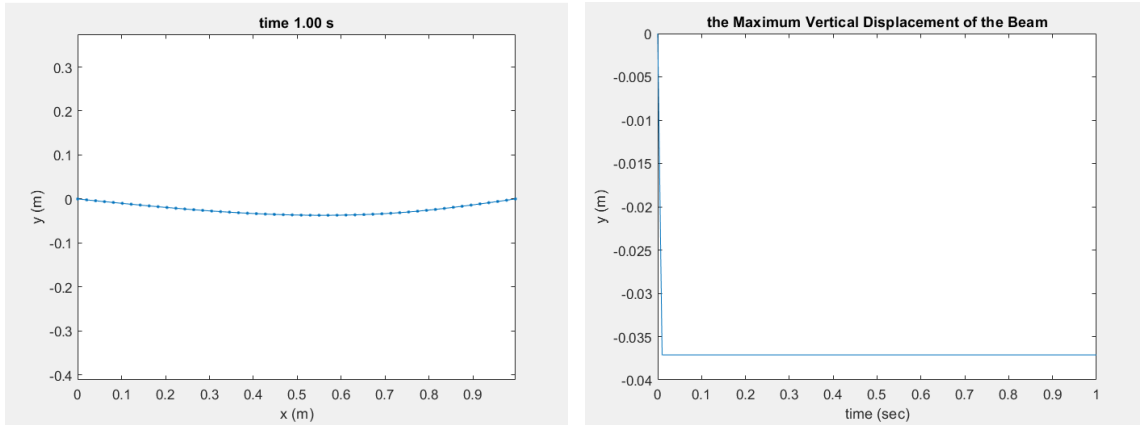 time 1.00 s
0.3
0.2
0.1
0
-0.1
-0.2
-0.3
-0.4
y (m)
0 0.1 0.2 0.3 0.4 0.5 0.6 0.7 0.8 0.9
x (m)
the Maximum Vertical Displacement of the Beam
0
-0.005
-0.01
-0.015
-0.02
-0.025
-0.03
-0.035
-0.04
y (m)
0 0.1 0.2 0.3 0.4 0.5 0.6 0.7 0.8 0.9 1
time (sec)